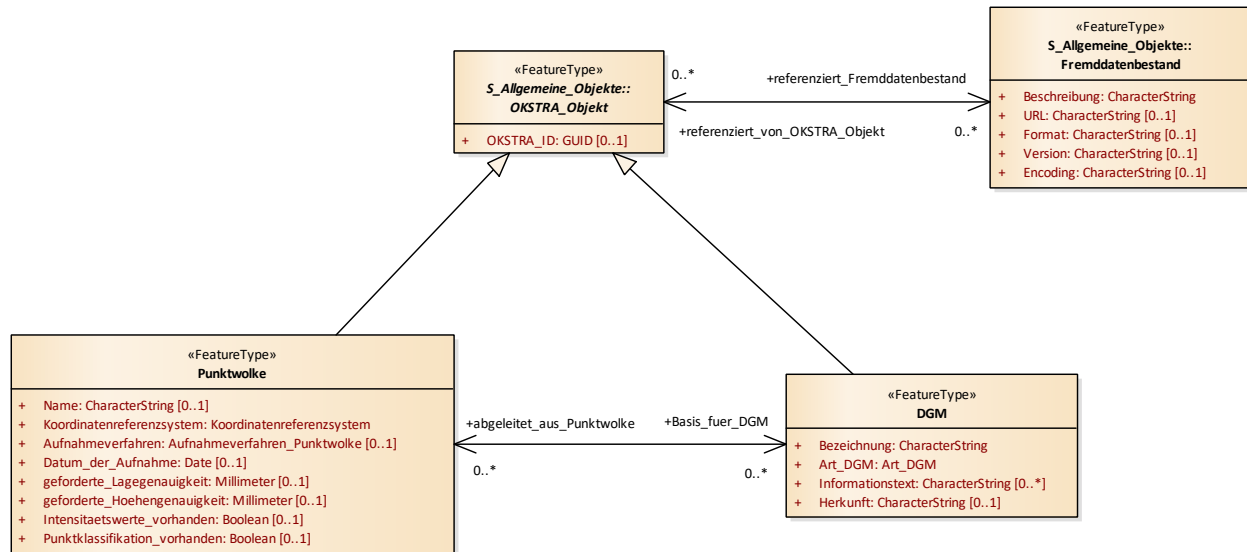 «FeatureType»
S_Allgemeine_Objekte::
OKSTRA_Objekt
+ OKSTRA_ID: GUID [0..1]
0..*
+referenziert_Fremddatenbestand
+referenziert_von_OKSTRA_Objekt
0..*
«FeatureType»
S_Allgemeine_Objekte::
Fremddatenbestand
+ Beschreibung: CharacterString
+ URL: CharacterString [0..1]
+ Format: CharacterString [0..1]
+ Version: CharacterString [0..1]
+ Encoding: CharacterString [0..1]
«FeatureType»
Punktwolke
+ Name: CharacterString [0..1]
+ Koordinatenreferenzsystem: Koordinatenreferenzsystem
+ Aufnahmeverfahren: Aufnahmeverfahren_Punktwolke [0..1]
+ Datum_der_Aufnahme: Date [0..1]
+ geforderte_Lagegenauigkeit: Millimeter [0..1]
+ geforderte_Hoehengenauigkeit: Millimeter [0..1]
+ Intensitaetswerte_vorhanden: Boolean [0..1]
+ Punktklassifikation_vorhanden: Boolean [0..1]
+abgeleitet_aus_Punktwolke
0..*
+Basis_fuer_DGM
0..*
«FeatureType»
DGM
+ Bezeichnung: CharacterString
+ Art_DGM: Art_DGM
+ Informationstext: CharacterString [0..*]
+ Herkunft: CharacterString [0..1]